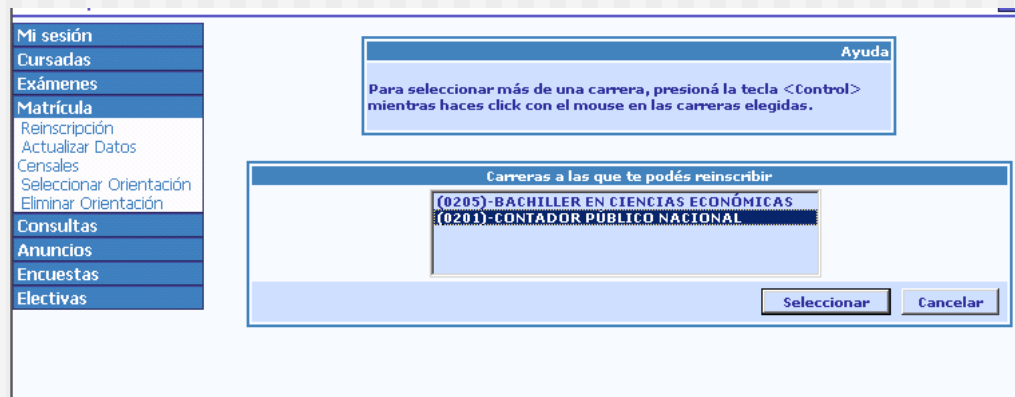 Mi sesión
Cursadas
Exámenes
Matrícula
Reinscripción
Actualizar Datos
Censales
Seleccionar Orientación
Eliminar Orientación
Consultas
Anuncios
Encuestas
Electivas
Ayuda
Para seleccionar más de una carrera, presioná la tecla <Control>
mientras haces click con el mouse en las carreras elegidas.
Carreras a las que te podés reinscribir
(0205)-BACHILLER EN CIENCIAS ECONÓMICAS
(0201)-CONTADOR PÚBLICO NACIONAL
Seleccionar Cancelar